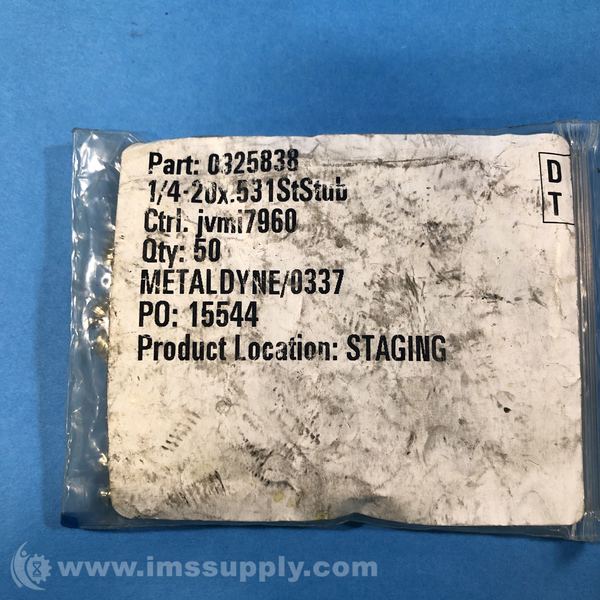 Part: 0325838
1/4-20x.531StStub
Ctrl. jvmi7960
Qty: 50
METALDYNE/0337
PO: 15544
Product Location: STAGING
D
T
www.imssupply.com